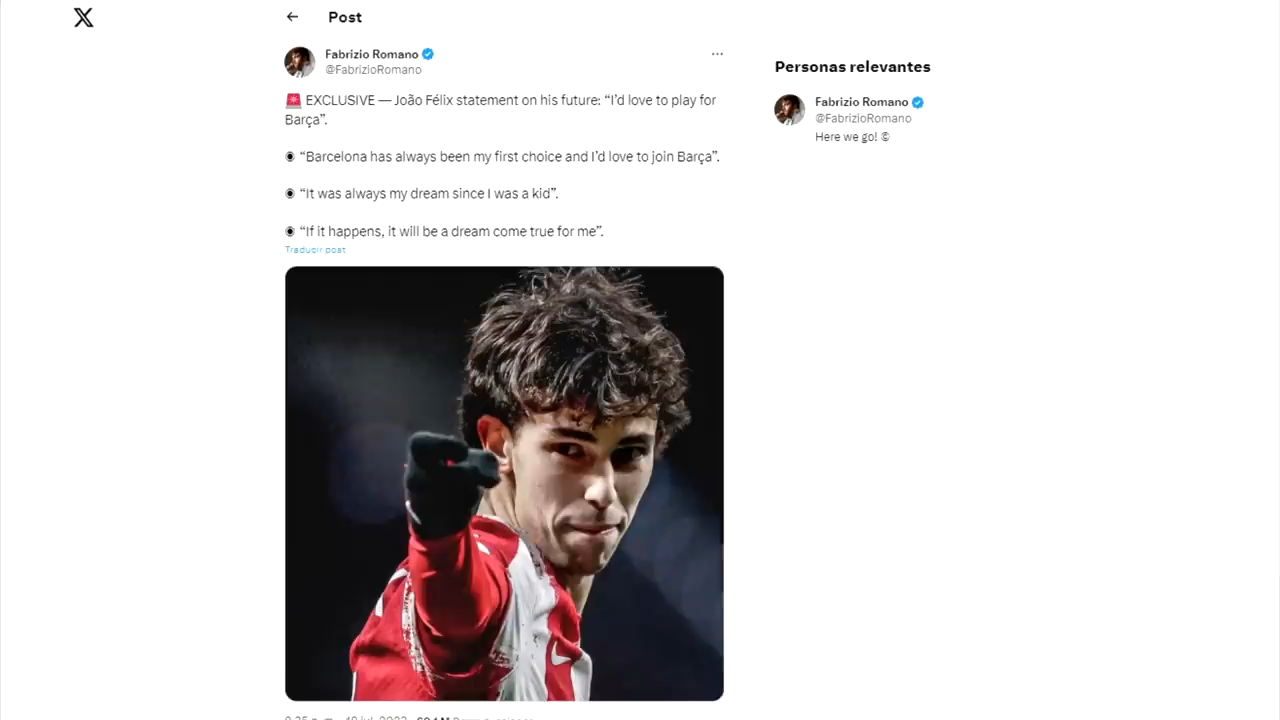 Post
Fabrizio Romano
@FabrizioRomano
🚨 EXCLUSIVE — João Félix statement on his future: “I’d love to play for
Barça”.
◉ “Barcelona has always been my first choice and I’d love to join Barça”.
◉ “It was always my dream since I was a kid”.
◉ “If it happens, it will be a dream come true for me”.
Traducir post
Personas relevantes
Fabrizio Romano
@FabrizioRomano
Here we go! ©